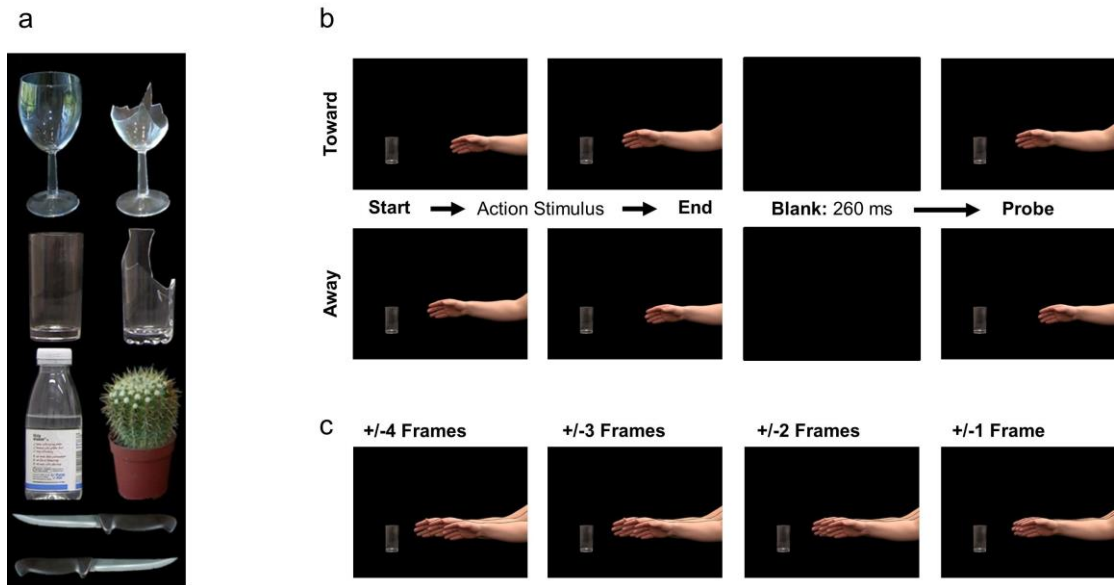 a
b
Toward
Start
Action Stimulus
End
Blank: 260 ms
Probe
Away
c
+/-4 Frames
+/-3 Frames
+/-2 Frames
+/-1 Frame